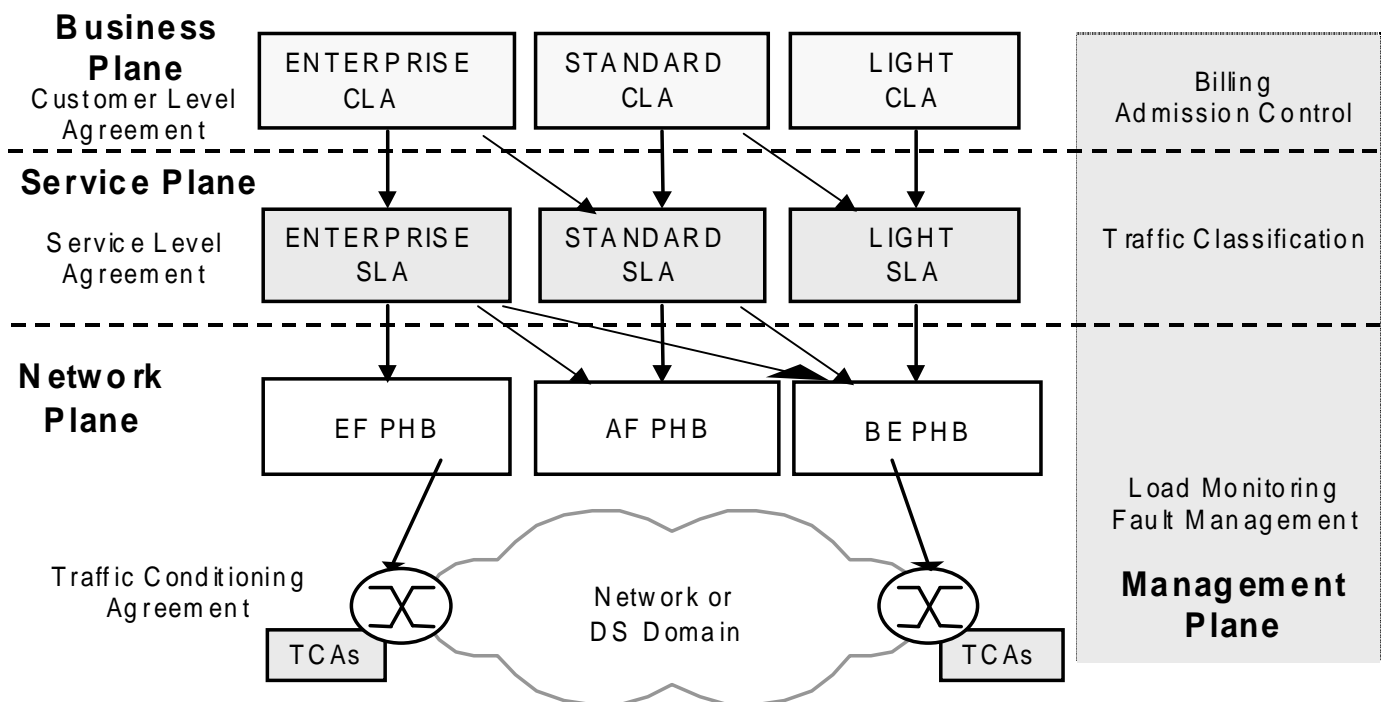 Business
Plane
Customer Level
Agreement
ENTERPRISE
CLA
STANDARD
CLA
LIGHT
CLA
Billing
Admission Control
Service Plane
Service Level
Agreement
ENTERPRISE
SLA
STANDARD
SLA
LIGHT
SLA
Traffic Classification
Network
Plane
EF PHB
AF PHB
BE PHB
Load Monitoring
Fault Management
Traffic Conditioning
Agreement
TCAs
Network or
DS Domain
TCAs
Management
Plane